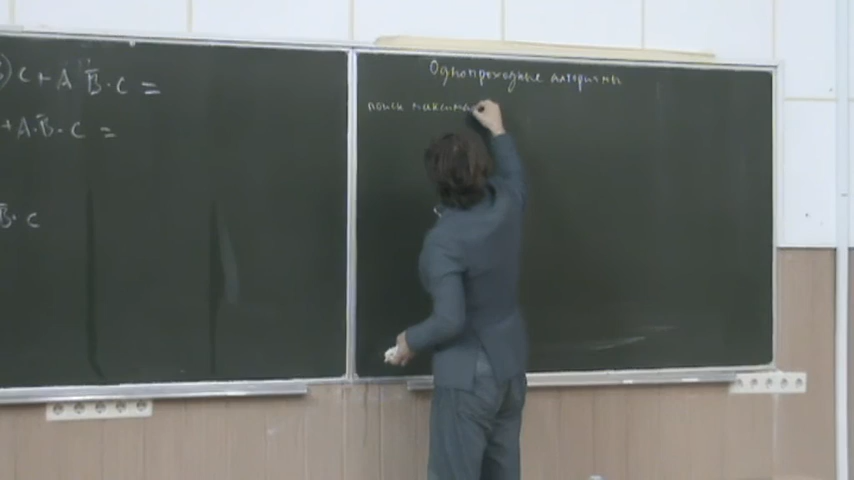 C + A B̄ · C =
+ A · B̄ · C =
B̄ · C
Однопроходные алгоритмы
поиск максима